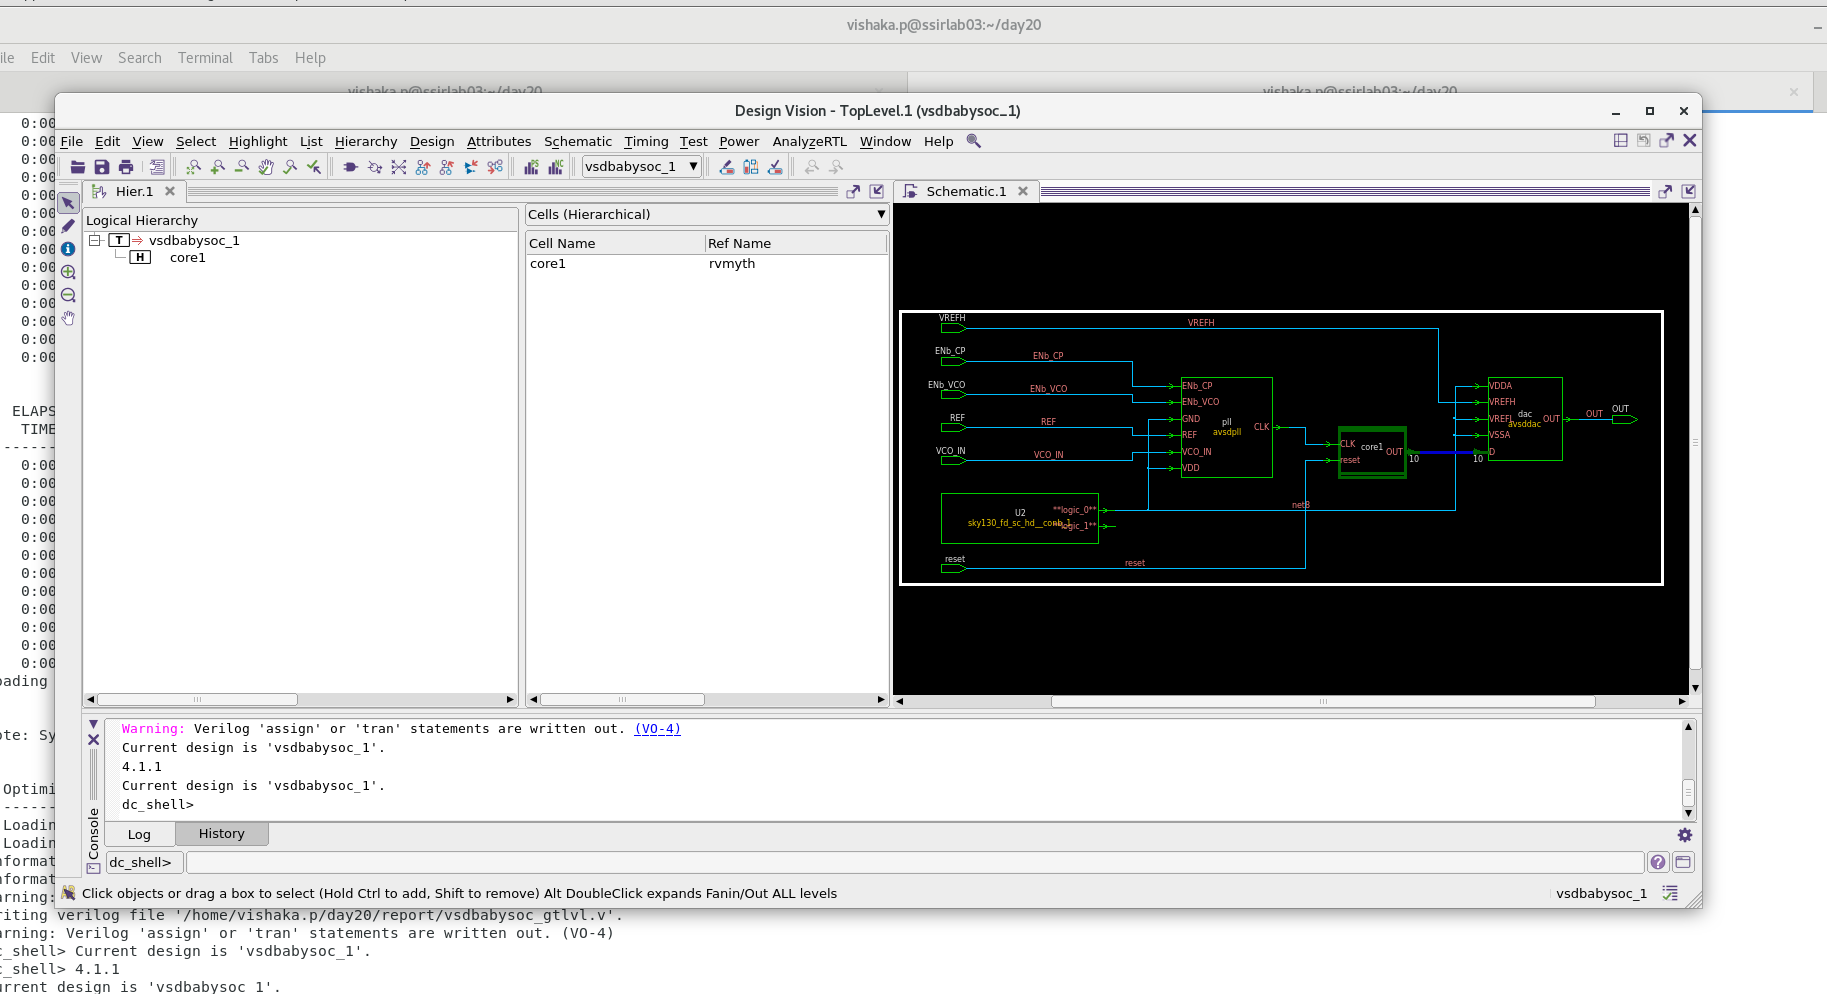 vishaka.p@ssirlab03:~/day20
ile Edit View Search Terminal Tabs Help
vishaka.p@ssirlab03:~/day20
vishaka.p@ssirlab03:~/day20
Design Vision - TopLevel.1 (vsdbabysoc_1)
File Edit View Select Highlight List Hierarchy Design Attributes Schematic Timing Test Power AnalyzeRTL Window Help
vsdbabysoc_1
Hier.1
Schematic.1
Logical Hierarchy
T vsdbabysoc_1
H core1
Cells (Hierarchical)
Cell Name Ref Name
core1 rvmyth
VREFH VREFH
ENb_CP ENb_CP
ENb_VCO ENb_VCO
REF REF
VCO_IN VCO_IN
ENb_CP
ENb_VCO
GND
REF
VCO_IN
VDD
pll
avsdpll
CLK
CLK
reset
core1
OUT
10
10
VDDA
VREFH
VREFL
VSSA
D
dac
avsddac
OUT
OUT
OUT
U2
sky130_fd_sc_hd__conb_1
**logic_0**
**logic_1**
net8
reset
reset
Warning: Verilog 'assign' or 'tran' statements are written out. (VO-4)
Current design is 'vsdbabysoc_1'.
4.1.1
Current design is 'vsdbabysoc_1'.
dc_shell>
Console
Log History
dc_shell>
Click objects or drag a box to select (Hold Ctrl to add, Shift to remove) Alt DoubleClick expands Fanin/Out ALL levels
vsdbabysoc_1
0:00
0:00
0:00
0:00
0:00
0:00
0:00
0:00
0:00
0:00
0:00
0:00
0:00
0:00
ELAPS
TIME
0:00
0:00
0:00
0:00
0:00
0:00
0:00
0:00
0:00
0:00
0:00
0:00
oading
ote: Sy
Optimi
Loadin
Loadin
nformat
nformat
arning:
riting verilog file '/home/vishaka.p/day20/report/vsdbabysoc_gtlvl.v'.
arning: Verilog 'assign' or 'tran' statements are written out. (VO-4)
c_shell> Current design is 'vsdbabysoc_1'.
c_shell> 4.1.1
urrent design is 'vsdbabysoc_1'.